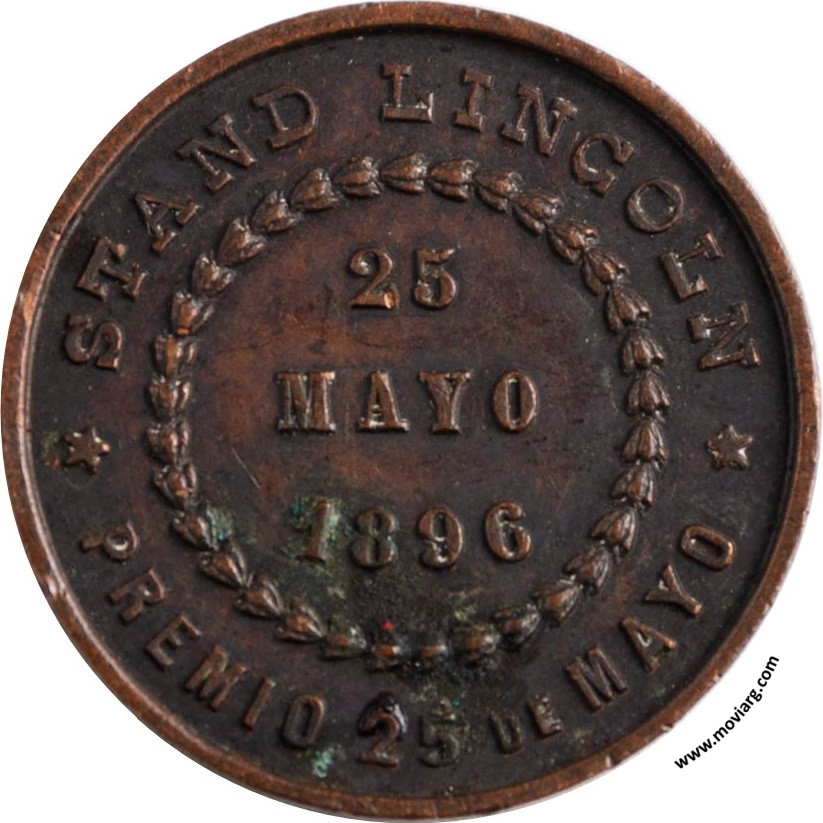 STAND LINCOLN
25
MAYO
1896
PREMIO 25 DE MAYO
www.moviarg.com